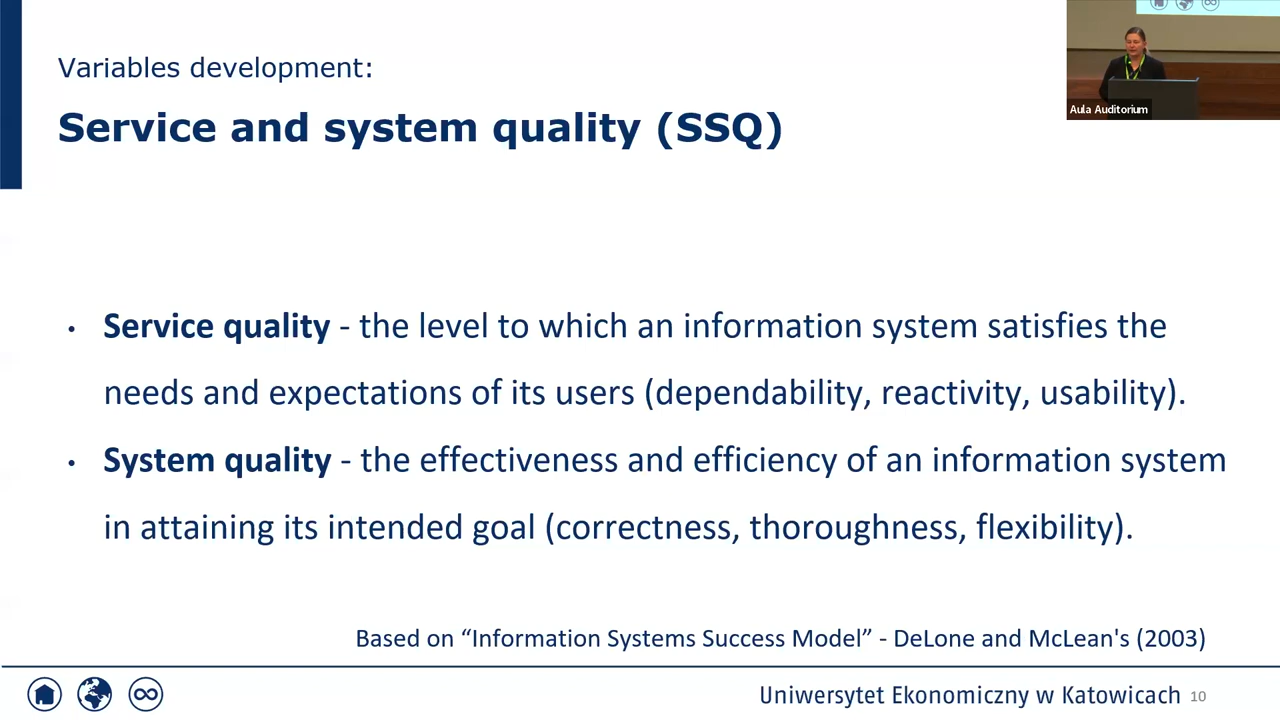 Variables development:
Service and system quality (SSQ)
Aula Auditorium
• Service quality - the level to which an information system satisfies the
needs and expectations of its users (dependability, reactivity, usability).
• System quality - the effectiveness and efficiency of an information system
in attaining its intended goal (correctness, thoroughness, flexibility).
Based on “Information Systems Success Model” - DeLone and McLean's (2003)
Uniwersytet Ekonomiczny w Katowicach 10